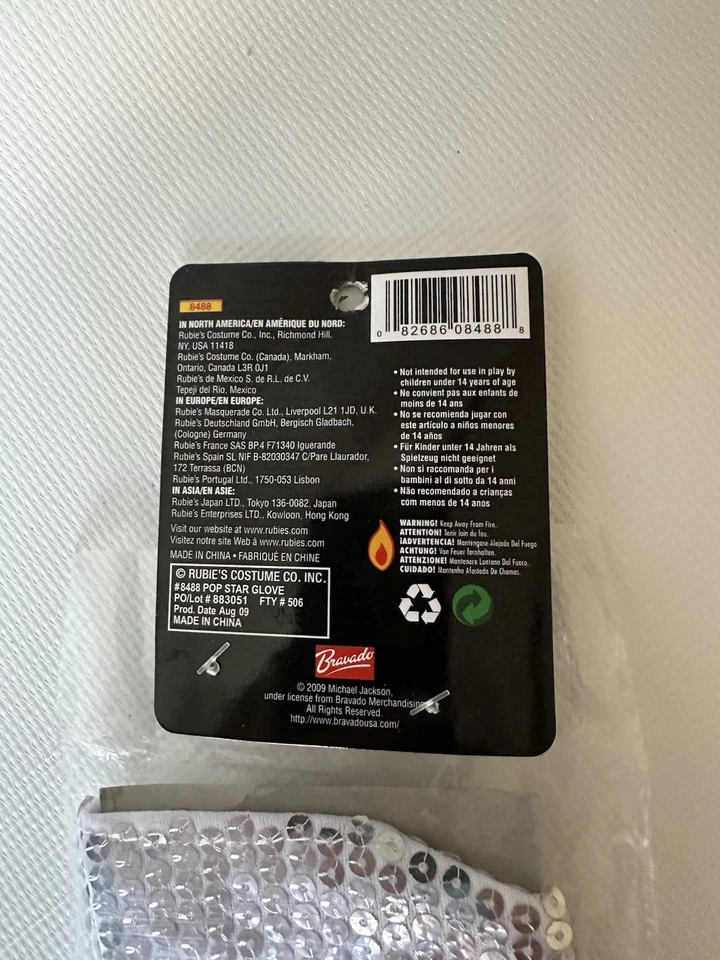 8488
IN NORTH AMERICA/EN AMÉRIQUE DU NORD:
Rubie's Costume Co., Inc., Richmond Hill,
NY, USA 11418
Rubie's Costume Co. (Canada), Markham,
Ontario, Canada L3R 0J1
Rubie's de Mexico S. de R.L. de C.V.
Tepeji del Rio, Mexico
IN EUROPE/EN EUROPE:
Rubie's Masquerade Co. Ltd., Liverpool L21 1JD, U.K.
Rubie's Deutschland GmbH, Bergisch Gladbach,
(Cologne) Germany
Rubie's France SAS BP.4 F71340 Iguerande
Rubie's Spain SL NIF B-82030347 C/Pare Llaurador,
172 Terrassa (BCN)
Rubie's Portugal Ltd., 1750-053 Lisbon
IN ASIA/EN ASIE:
Rubie's Japan LTD., Tokyo 136-0082, Japan
Rubie's Enterprises LTD., Kowloon, Hong Kong
Visit our website at www.rubies.com
Visitez notre site Web à www.rubies.com
MADE IN CHINA • FABRIQUÉ EN CHINE
© RUBIE'S COSTUME CO. INC.
#8488 POP STAR GLOVE
PO/Lot # 883051 FTY # 506
Prod. Date Aug 09
MADE IN CHINA
0 82686 08488 8
• Not intended for use in play by
children under 14 years of age
• Ne convient pas aux enfants de
moins de 14 ans
• No se recomienda jugar con
este artículo a niños menores
de 14 años
• Für Kinder unter 14 Jahren als
Spielzeug nicht geeignet
• Non si raccomanda per i
bambini al di sotto da 14 anni
• Não recomendado a crianças
com menos de 14 anos
WARNING! Keep Away From Fire.
ATTENTION! Tenir loin du feu.
¡ADVERTENCIA! Mantengase Alejado Del Fuego
ACHTUNG! Von Feuer fernhalten.
ATTENZIONE! Mantenere Lontano Dal Fuoco.
CUIDADO! Mantenha Afastado De Chamas.
Bravado
© 2009 Michael Jackson,
under license from Bravado Merchandising
All Rights Reserved.
http://www.bravadousa.com/